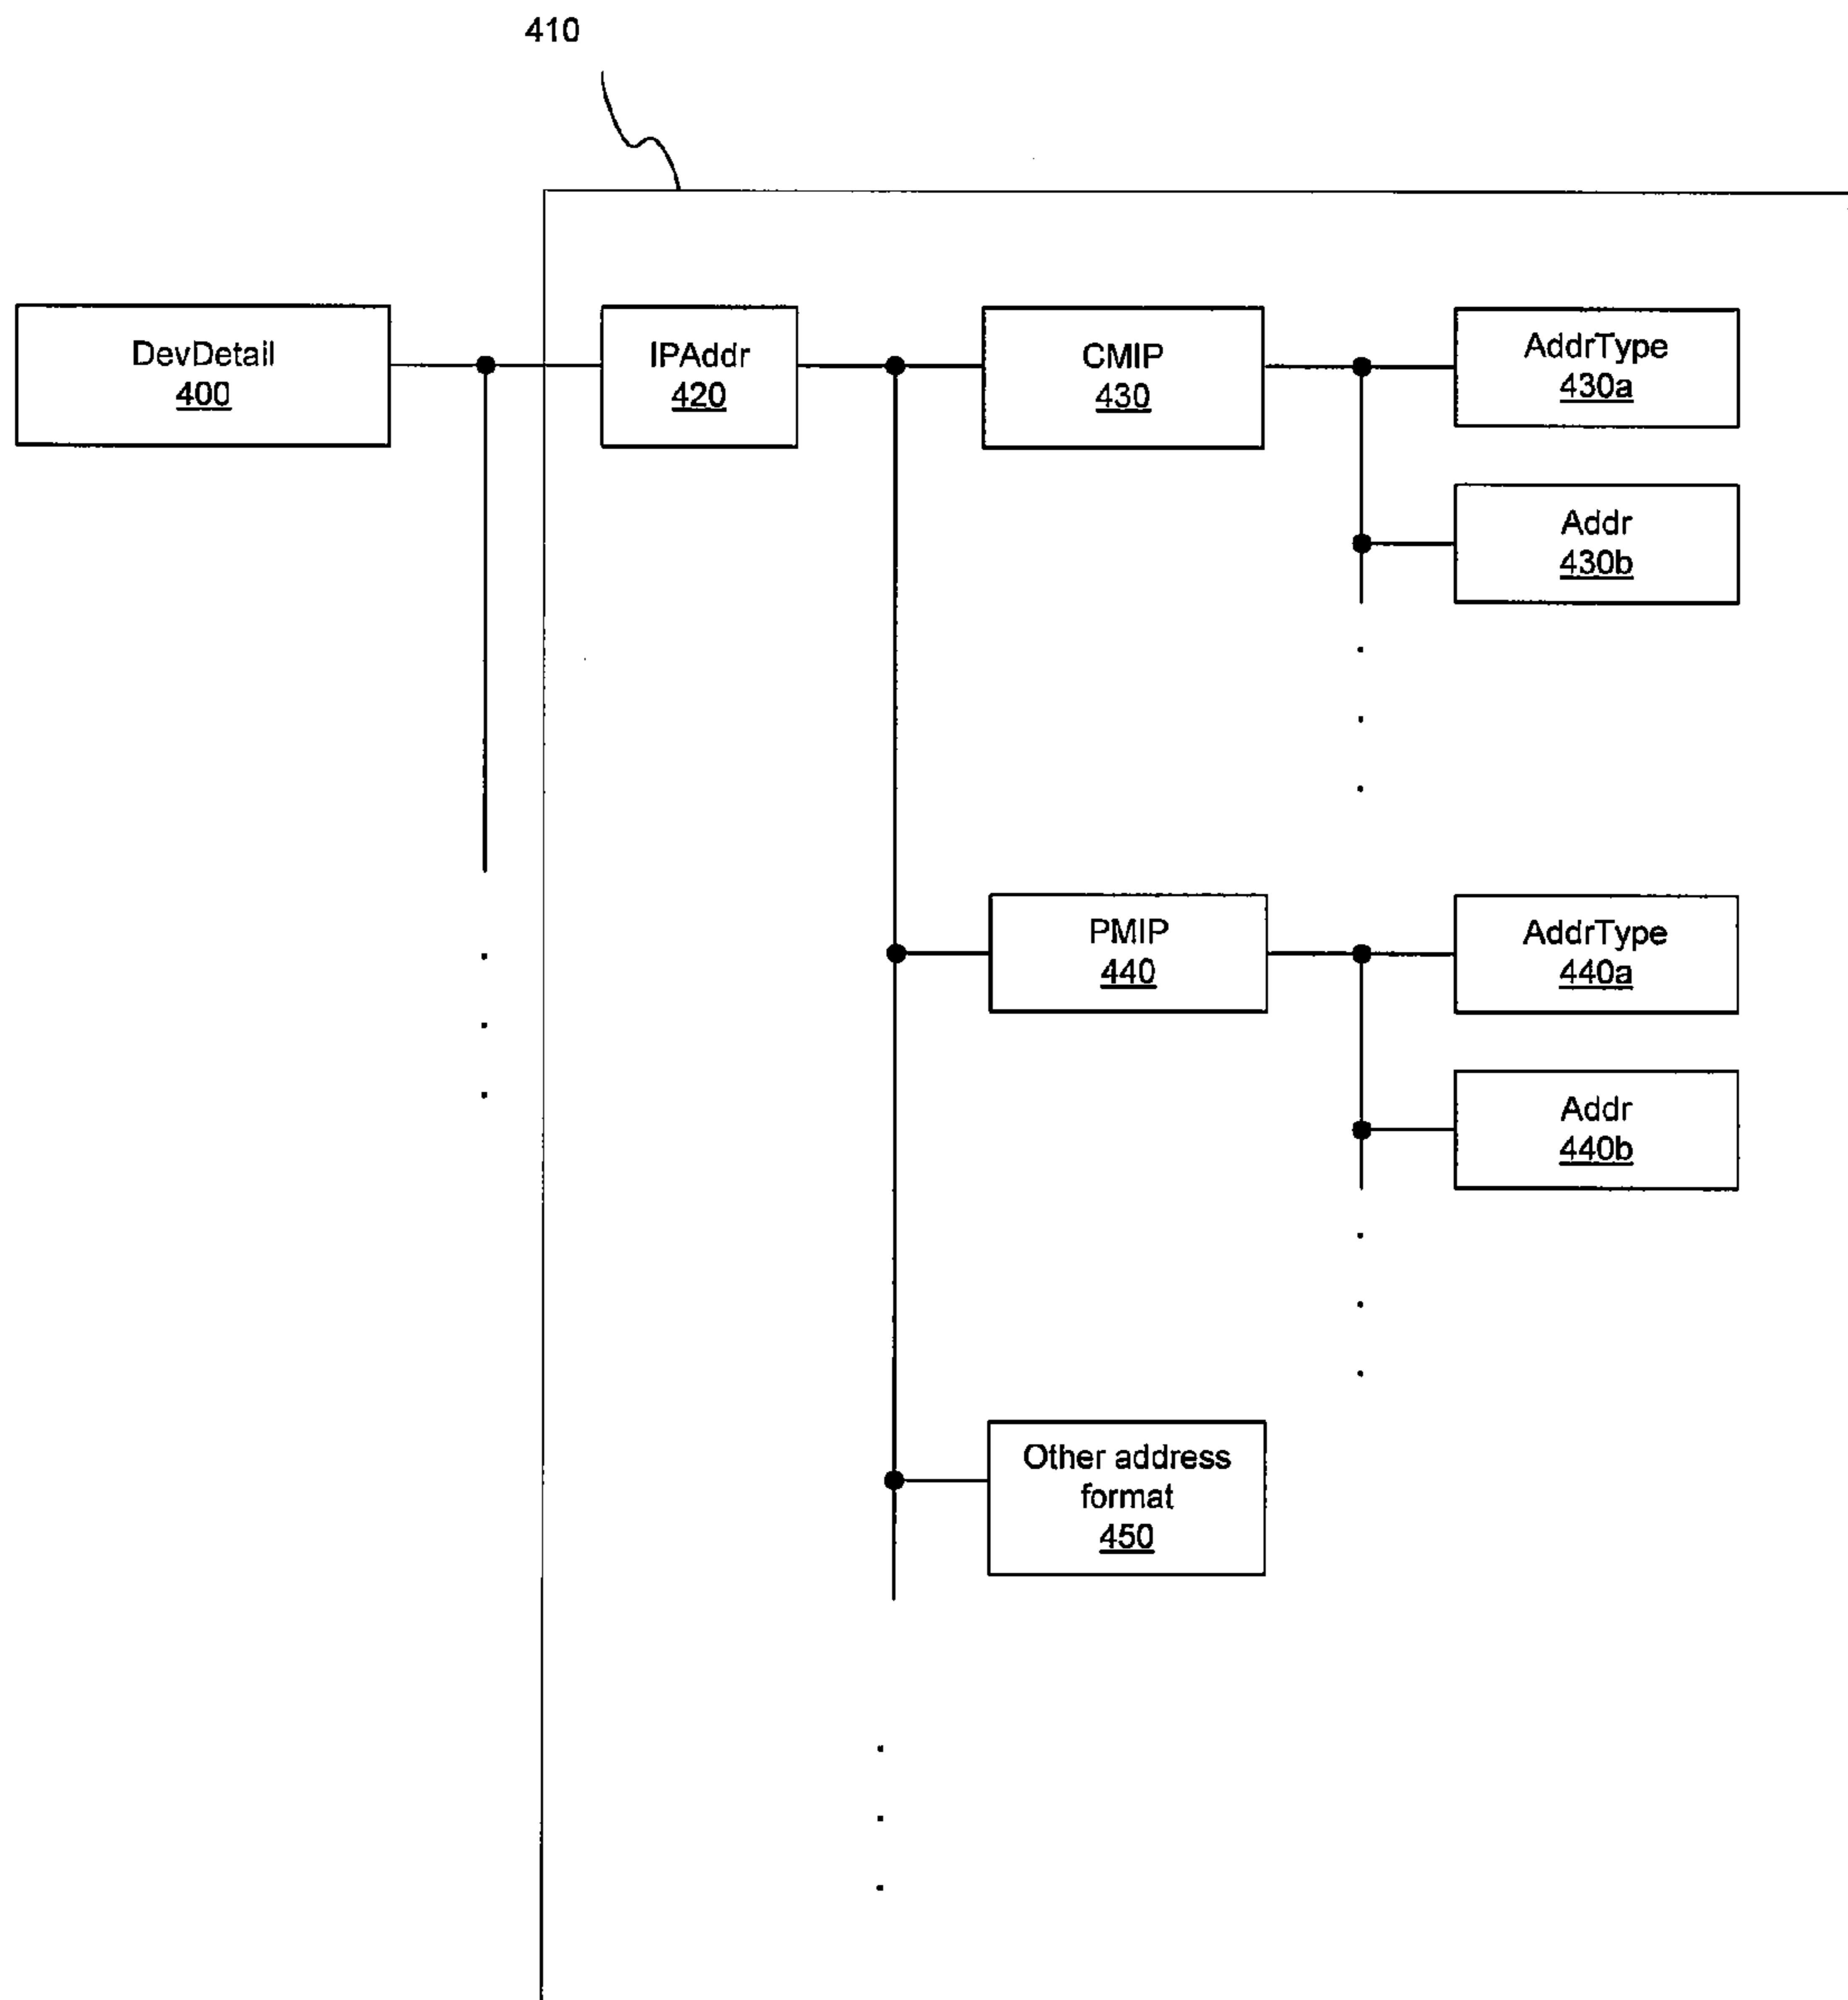 410
DevDetail
400
IPAddr
420
CMIP
430
AddrType
430a
Addr
430b
PMIP
440
AddrType
440a
Addr
440b
Other address
format
450